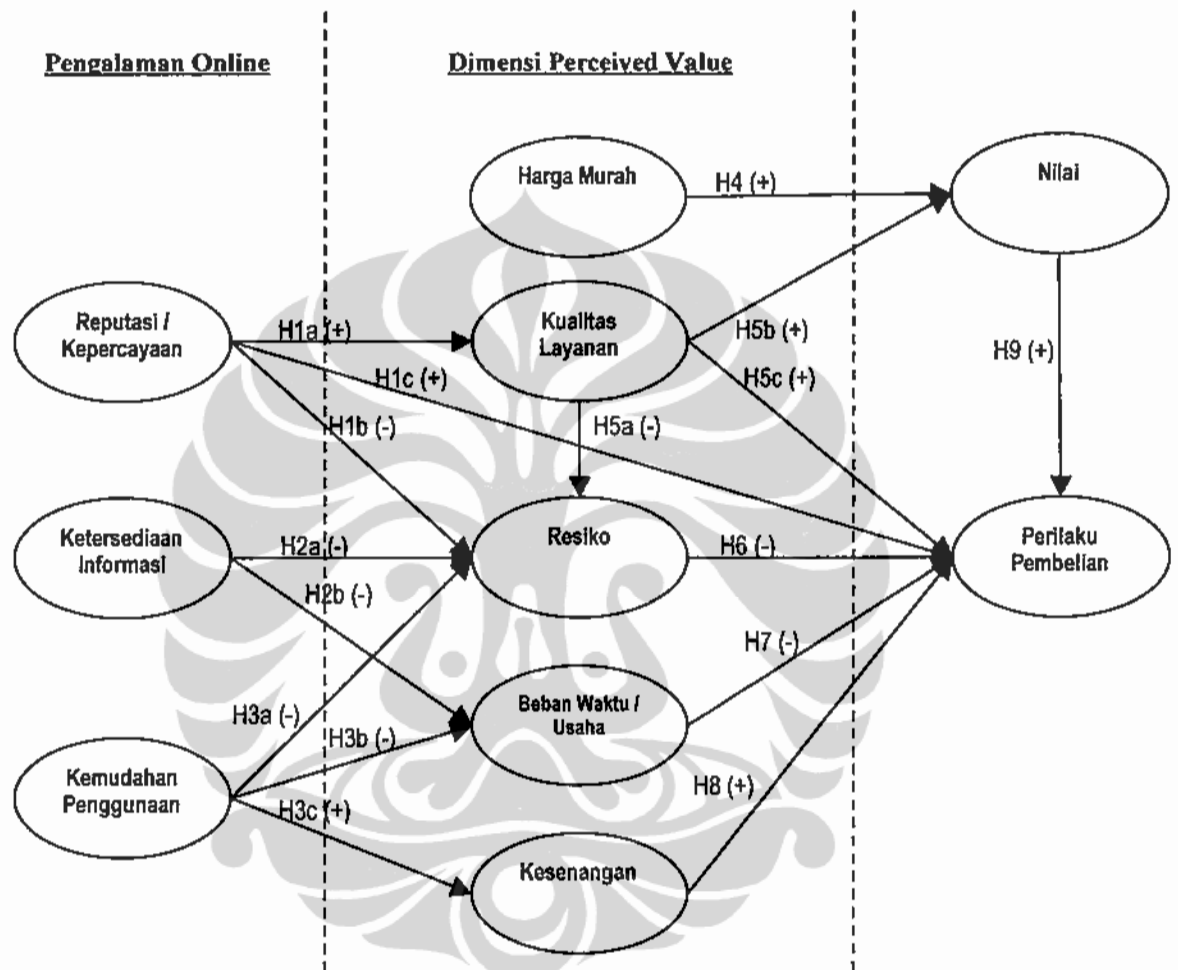 Pengalaman Online
Dimensi Perceived Value
Harga Murah
H4 (+)
Nilai
Reputasi /
Kepercayaan
H1a (+)
Kualitas
Layanan
H5b (+)
H9 (+)
H1c (+)
H5c (+)
H1b (-)
H5a (-)
Ketersediaan
Informasi
H2a (-)
Resiko
H6 (-)
Perilaku
Pembelian
H2b (-)
H7 (-)
H3a (-)
Beban Waktu /
Usaha
H3b (-)
Kemudahan
Penggunaan
H8 (+)
H3c (+)
Kesenangan